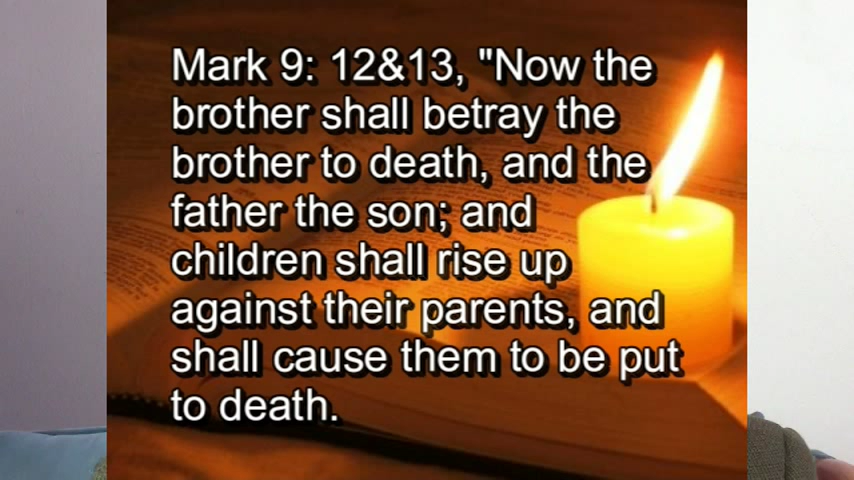 Mark 9: 12&13, "Now the
brother shall betray the
brother to death, and the
father the son; and
children shall rise up
against their parents, and
shall cause them to be put
to death.